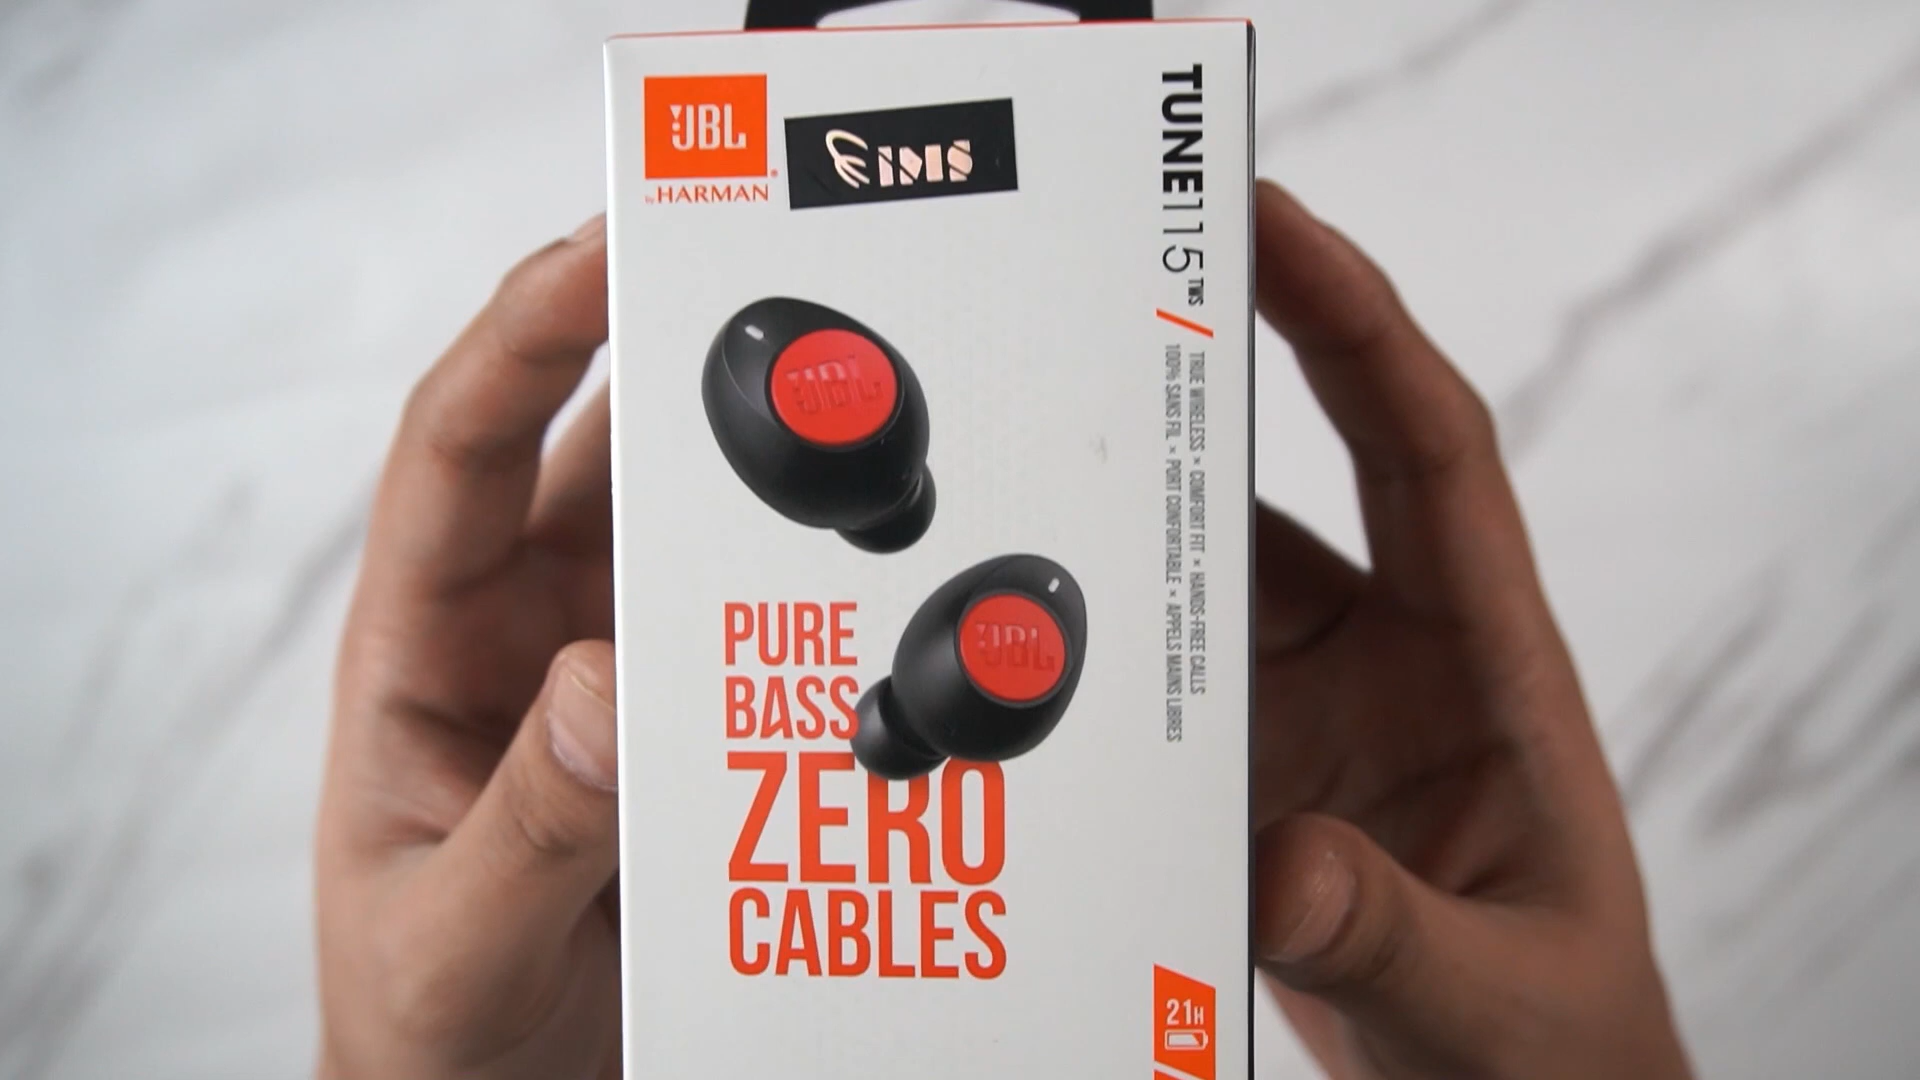 JBL
by HARMAN
IMS
TUNE115TWS
TRUE WIRELESS × COMFORT FIT × HANDS-FREE CALLS
100% SANS FIL × PORT CONFORTABLE × APPELS MAINS LIBRES
JBL
JBL
PURE
BASS
ZERO
CABLES
21H